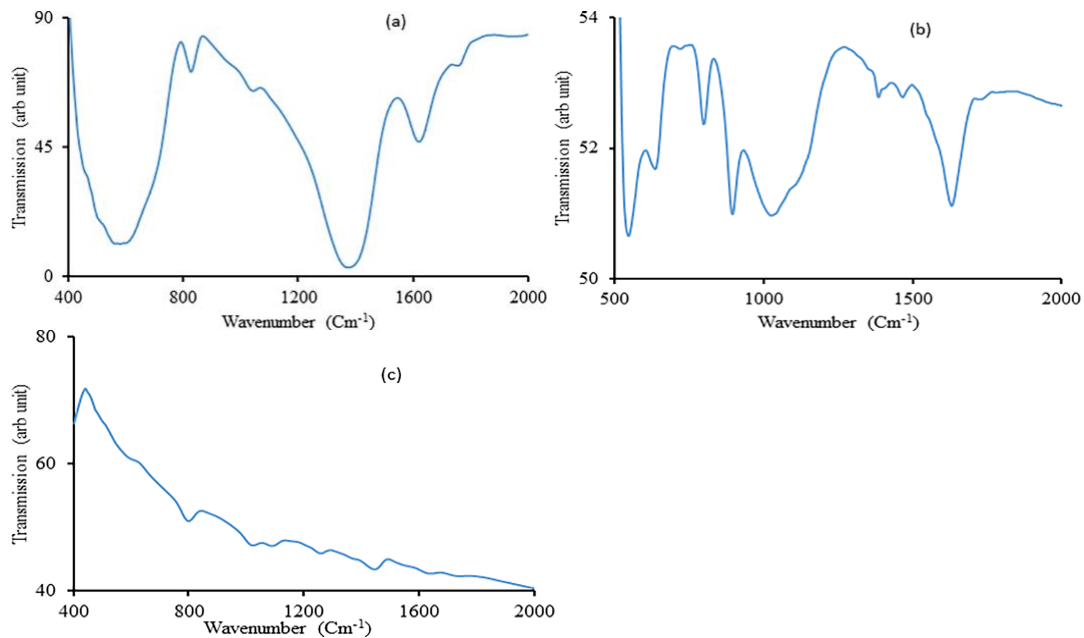 (a)
90
45
0
Transmission (arb unit)
400 800 1200 1600 2000
Wavenumber (Cm⁻¹)
(b)
54
52
50
Transmission (arb unit)
500 1000 1500 2000
Wavenumber (Cm⁻¹)
(c)
80
60
40
Transmission (arb unit)
400 800 1200 1600 2000
Wavenumber (Cm⁻¹)